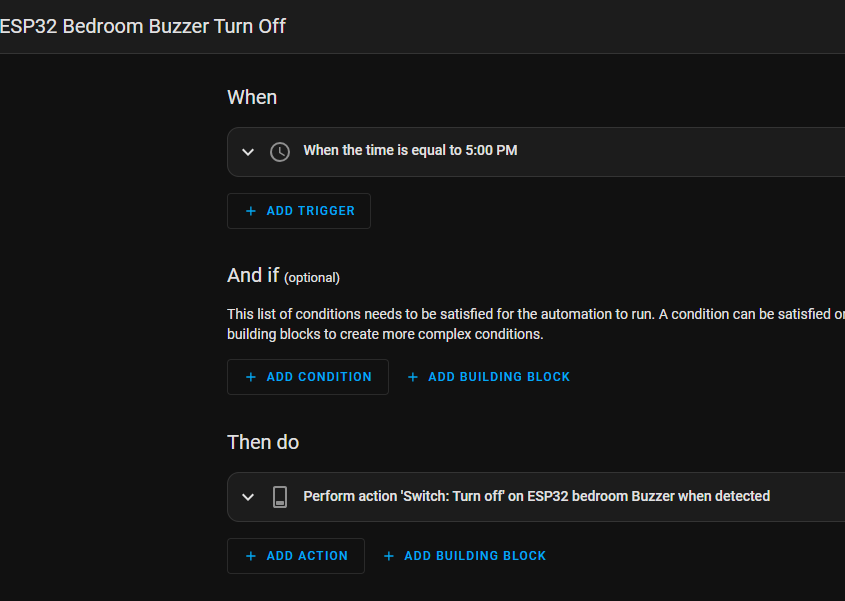 ESP32 Bedroom Buzzer Turn Off
When
When the time is equal to 5:00 PM
+ ADD TRIGGER
And if (optional)
This list of conditions needs to be satisfied for the automation to run. A condition can be satisfied or
building blocks to create more complex conditions.
+ ADD CONDITION + ADD BUILDING BLOCK
Then do
Perform action 'Switch: Turn off' on ESP32 bedroom Buzzer when detected
+ ADD ACTION + ADD BUILDING BLOCK